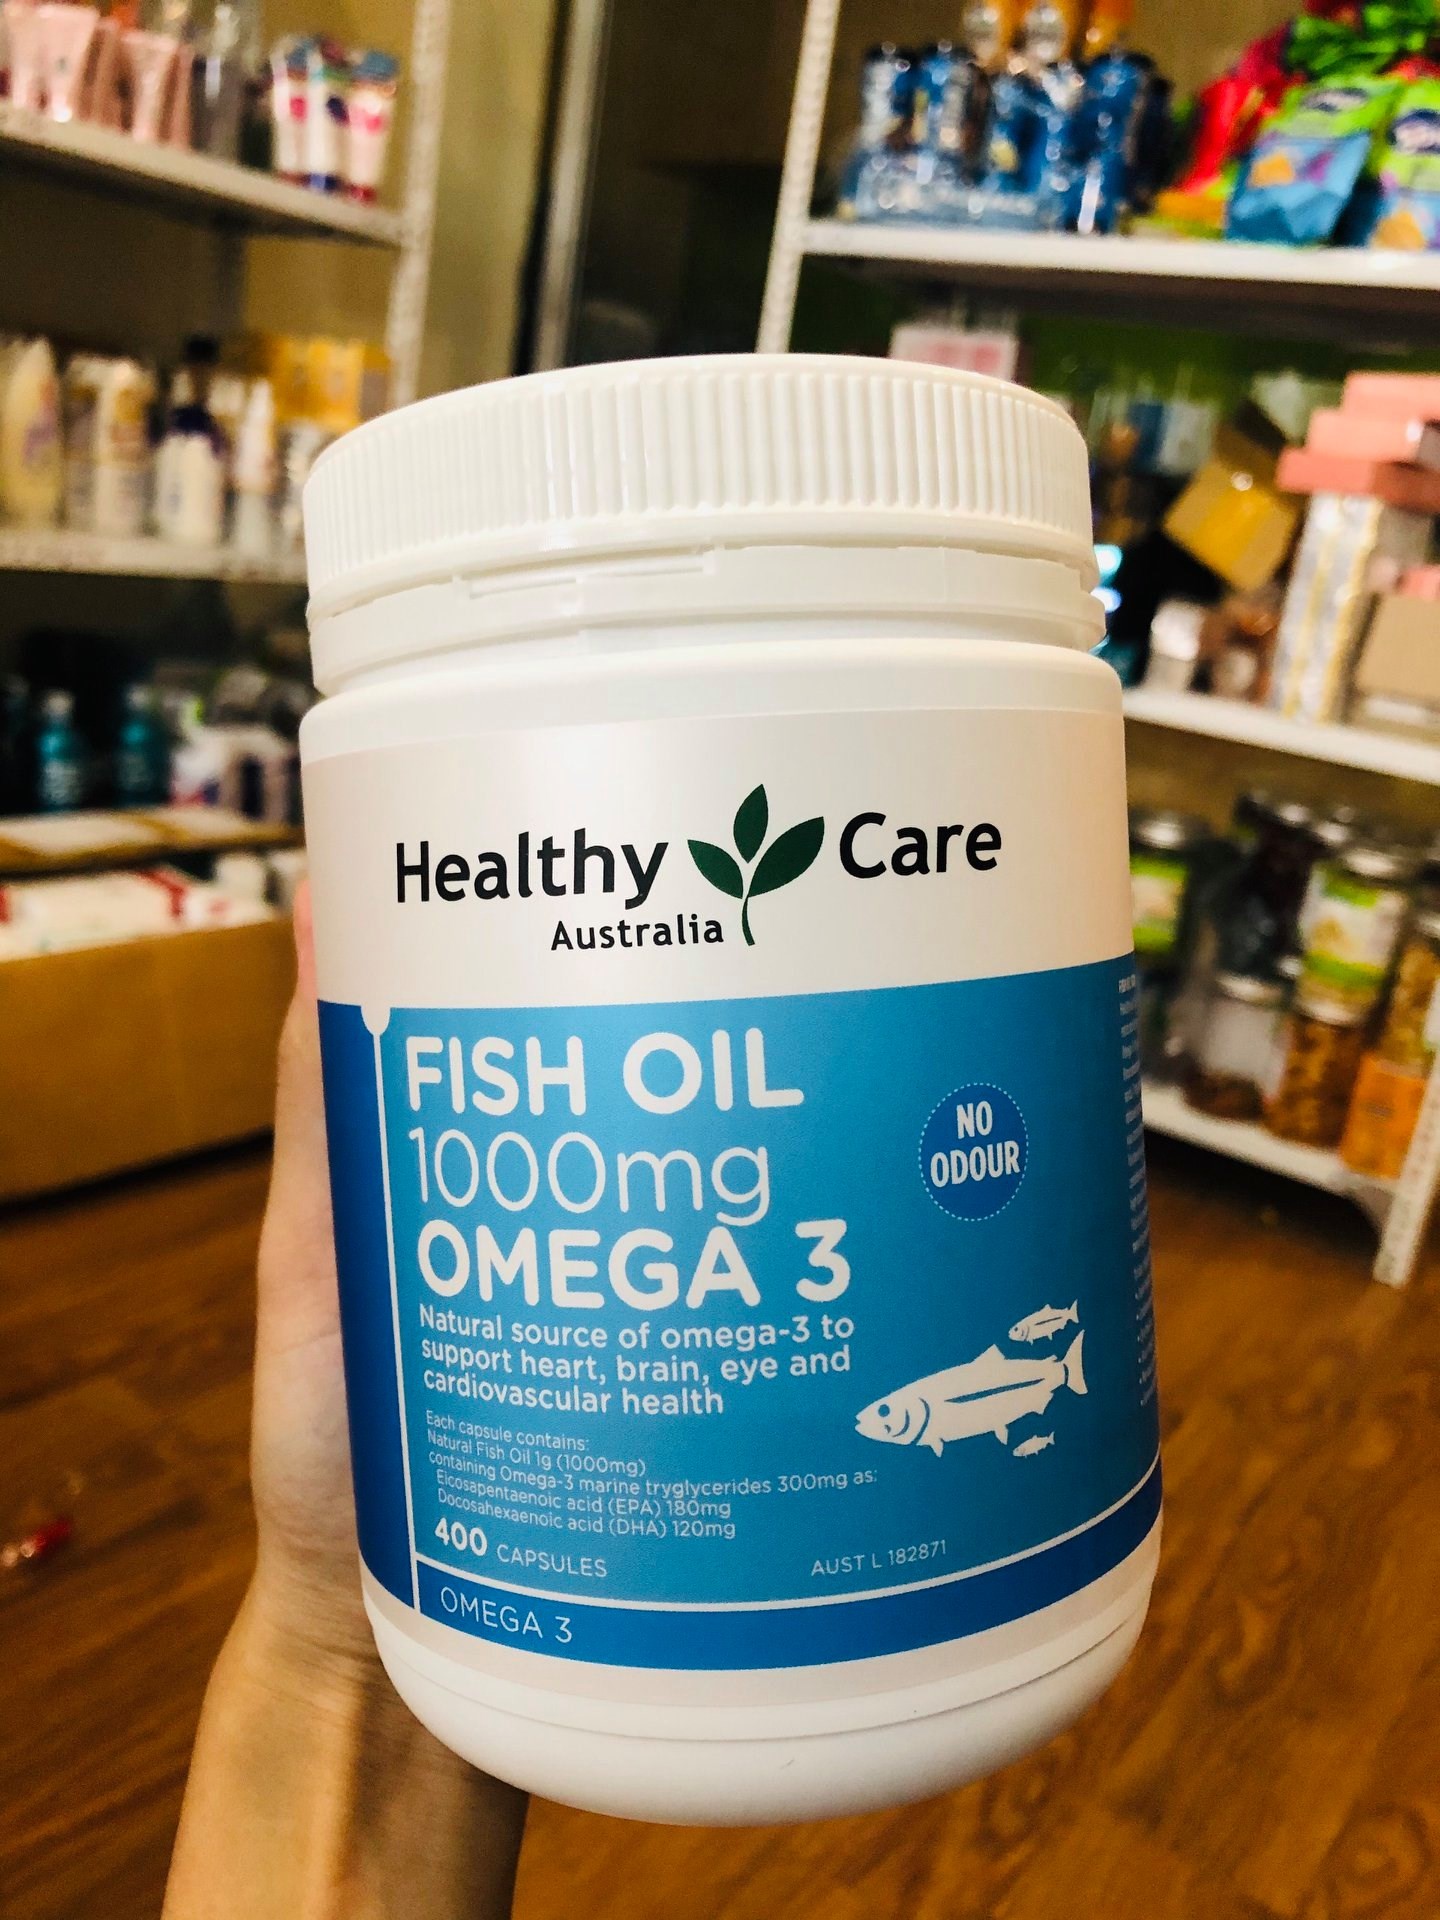 Healthy Care
Australia
FISH OIL
1000mg
OMEGA 3
NO
ODOUR
Natural source of omega-3 to
support heart, brain, eye and
cardiovascular health
Each capsule contains:
Natural Fish Oil 1g (1000mg)
containing Omega-3 marine tryglycerides 300mg as:
Eicosapentaenoic acid (EPA) 180mg
Docosahexaenoic acid (DHA) 120mg
400 CAPSULES
AUST L 182871
OMEGA 3